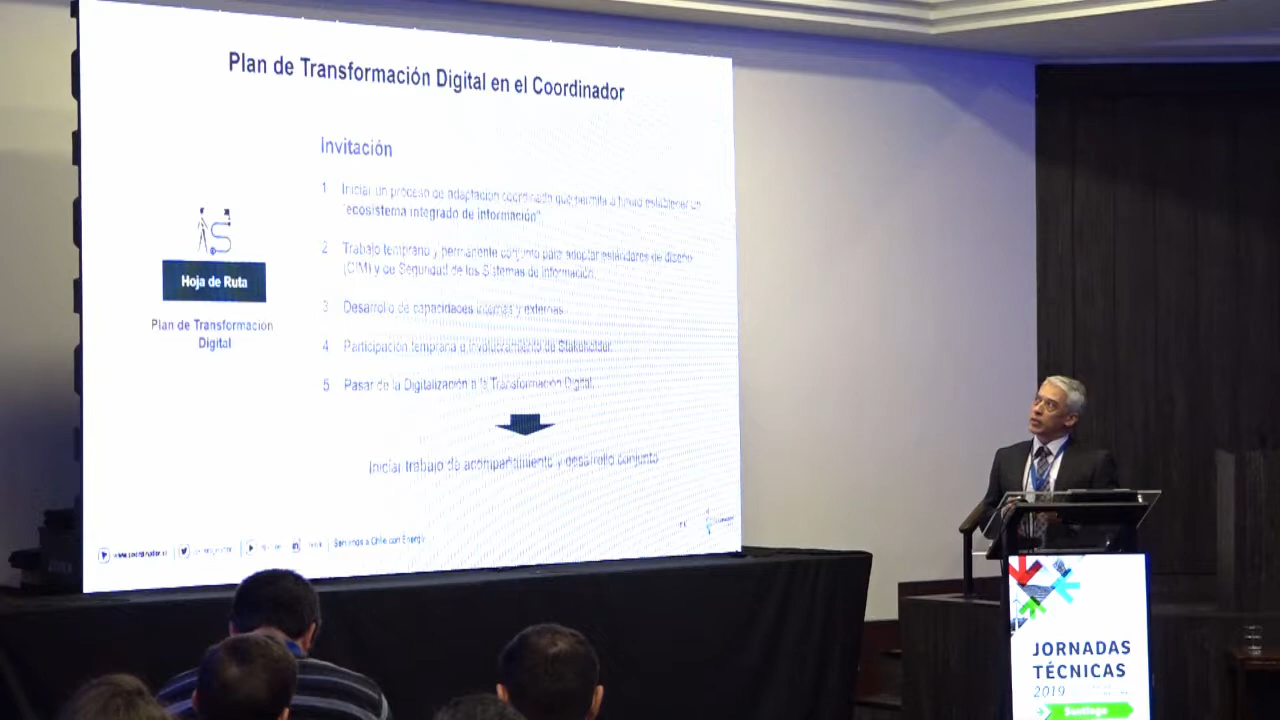 Plan de Transformación Digital en el Coordinador
Invitación
1 Iniciar un proceso de adaptación coordinado que permita a futuro establecer un
"ecosistema integrado de información".
2 Trabajo temprano y permanente conjunto para adoptar estándares de diseño
(CIM) y de Seguridad de los Sistemas de Información.
3 Desarrollo de capacidades internas y externas.
4 Participación temprana e involucramiento de Stakeholder.
5 Pasar de la Digitalización a la Transformación Digital.
Hoja de Ruta
Plan de Transformación
Digital
Iniciar trabajo de acompañamiento y desarrollo conjunto
www.coordinador.cl
Servimos a Chile con Energía
JORNADAS
TÉCNICAS
2019
Santiago